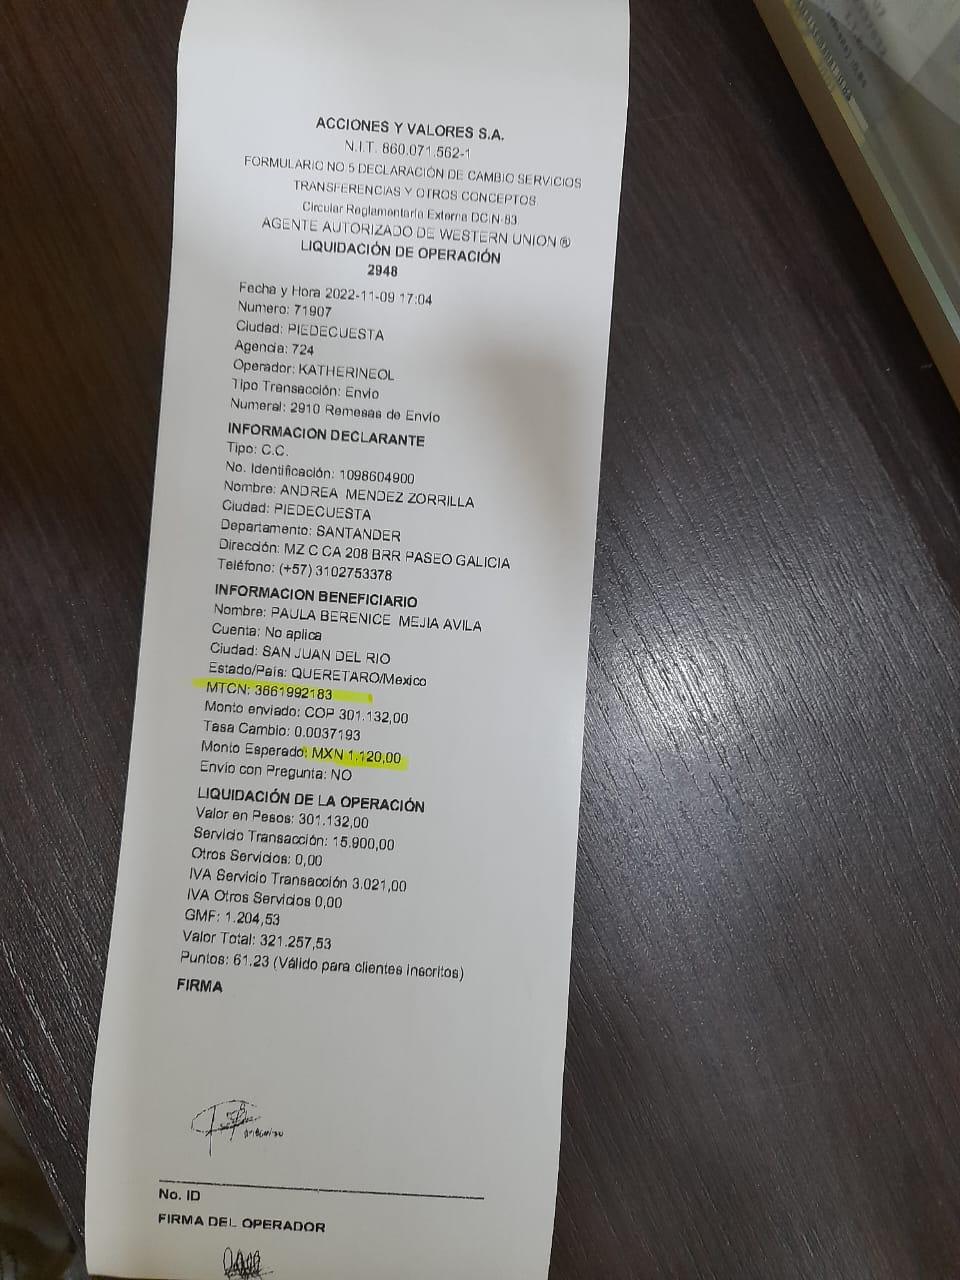 ACCIONES Y VALORES S.A.
N.I.T. 860.071.562-1
FORMULARIO NO 5 DECLARACIÓN DE CAMBIO SERVICIOS
TRANSFERENCIAS Y OTROS CONCEPTOS
Circular Reglamentaria Externa DCIN-83
AGENTE AUTORIZADO DE WESTERN UNION ®
LIQUIDACIÓN DE OPERACIÓN
2948
Fecha y Hora 2022-11-09 17:04
Numero: 71907
Ciudad: PIEDECUESTA
Agencia: 724
Operador: KATHERINEOL
Tipo Transacción: Envío
Numeral: 2910 Remesas de Envío
INFORMACION DECLARANTE
Tipo: C.C.
No. Identificación: 1098604900
Nombre: ANDREA MENDEZ ZORRILLA
Ciudad: PIEDECUESTA
Departamento: SANTANDER
Dirección: MZ C CA 208 BRR PASEO GALICIA
Teléfono: (+57) 3102753378
INFORMACION BENEFICIARIO
Nombre: PAULA BERENICE MEJIA AVILA
Cuenta: No aplica
Ciudad: SAN JUAN DEL RIO
Estado/País: QUERETARO/Mexico
MTCN: 3661992183
Monto enviado: COP 301.132,00
Tasa Cambio: 0.0037193
Monto Esperado: MXN 1.120,00
Envío con Pregunta: NO
LIQUIDACIÓN DE LA OPERACIÓN
Valor en Pesos: 301.132,00
Servicio Transacción: 15.900,00
Otros Servicios: 0,00
IVA Servicio Transacción 3.021,00
IVA Otros Servicios 0,00
GMF: 1.204,53
Valor Total: 321.257,53
Puntos: 61.23 (Válido para clientes inscritos)
FIRMA
No. ID
FIRMA DEL OPERADOR